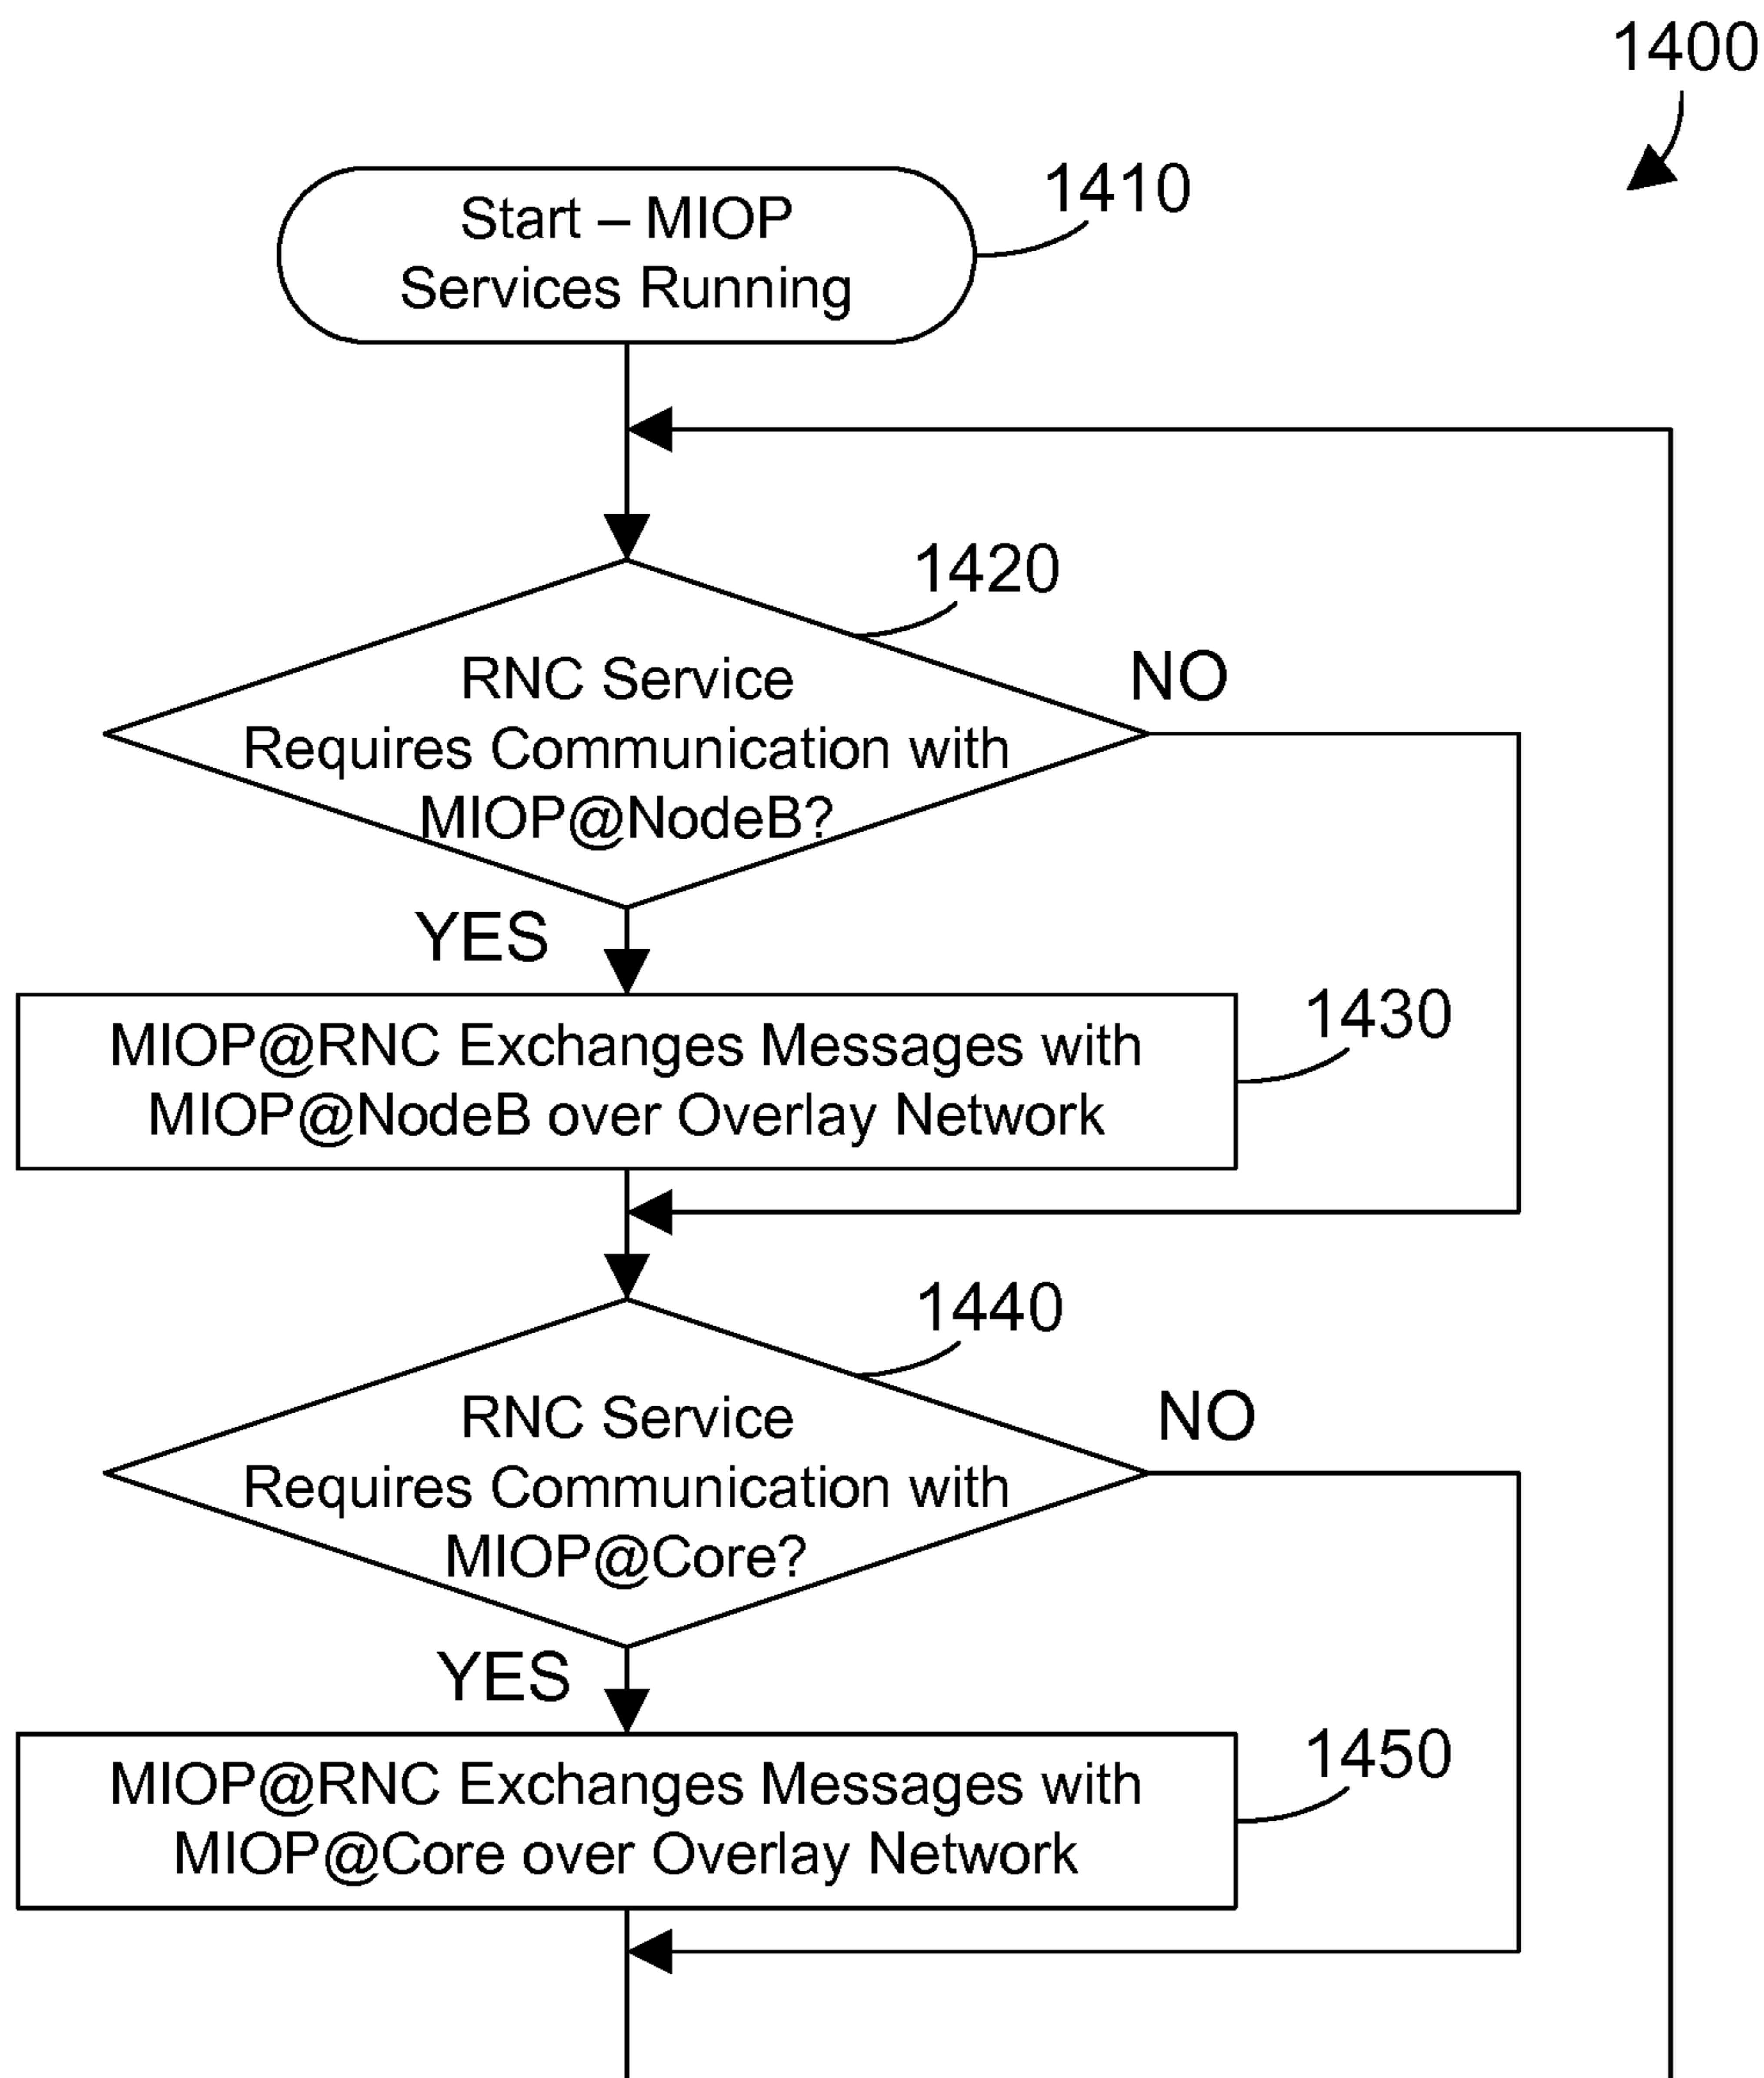 1400
Start – MIOP
Services Running
1410
1420
RNC Service
Requires Communication with
MIOP@NodeB?
NO
YES
1430
MIOP@RNC Exchanges Messages with
MIOP@NodeB over Overlay Network
1440
RNC Service
Requires Communication with
MIOP@Core?
NO
YES
1450
MIOP@RNC Exchanges Messages with
MIOP@Core over Overlay Network